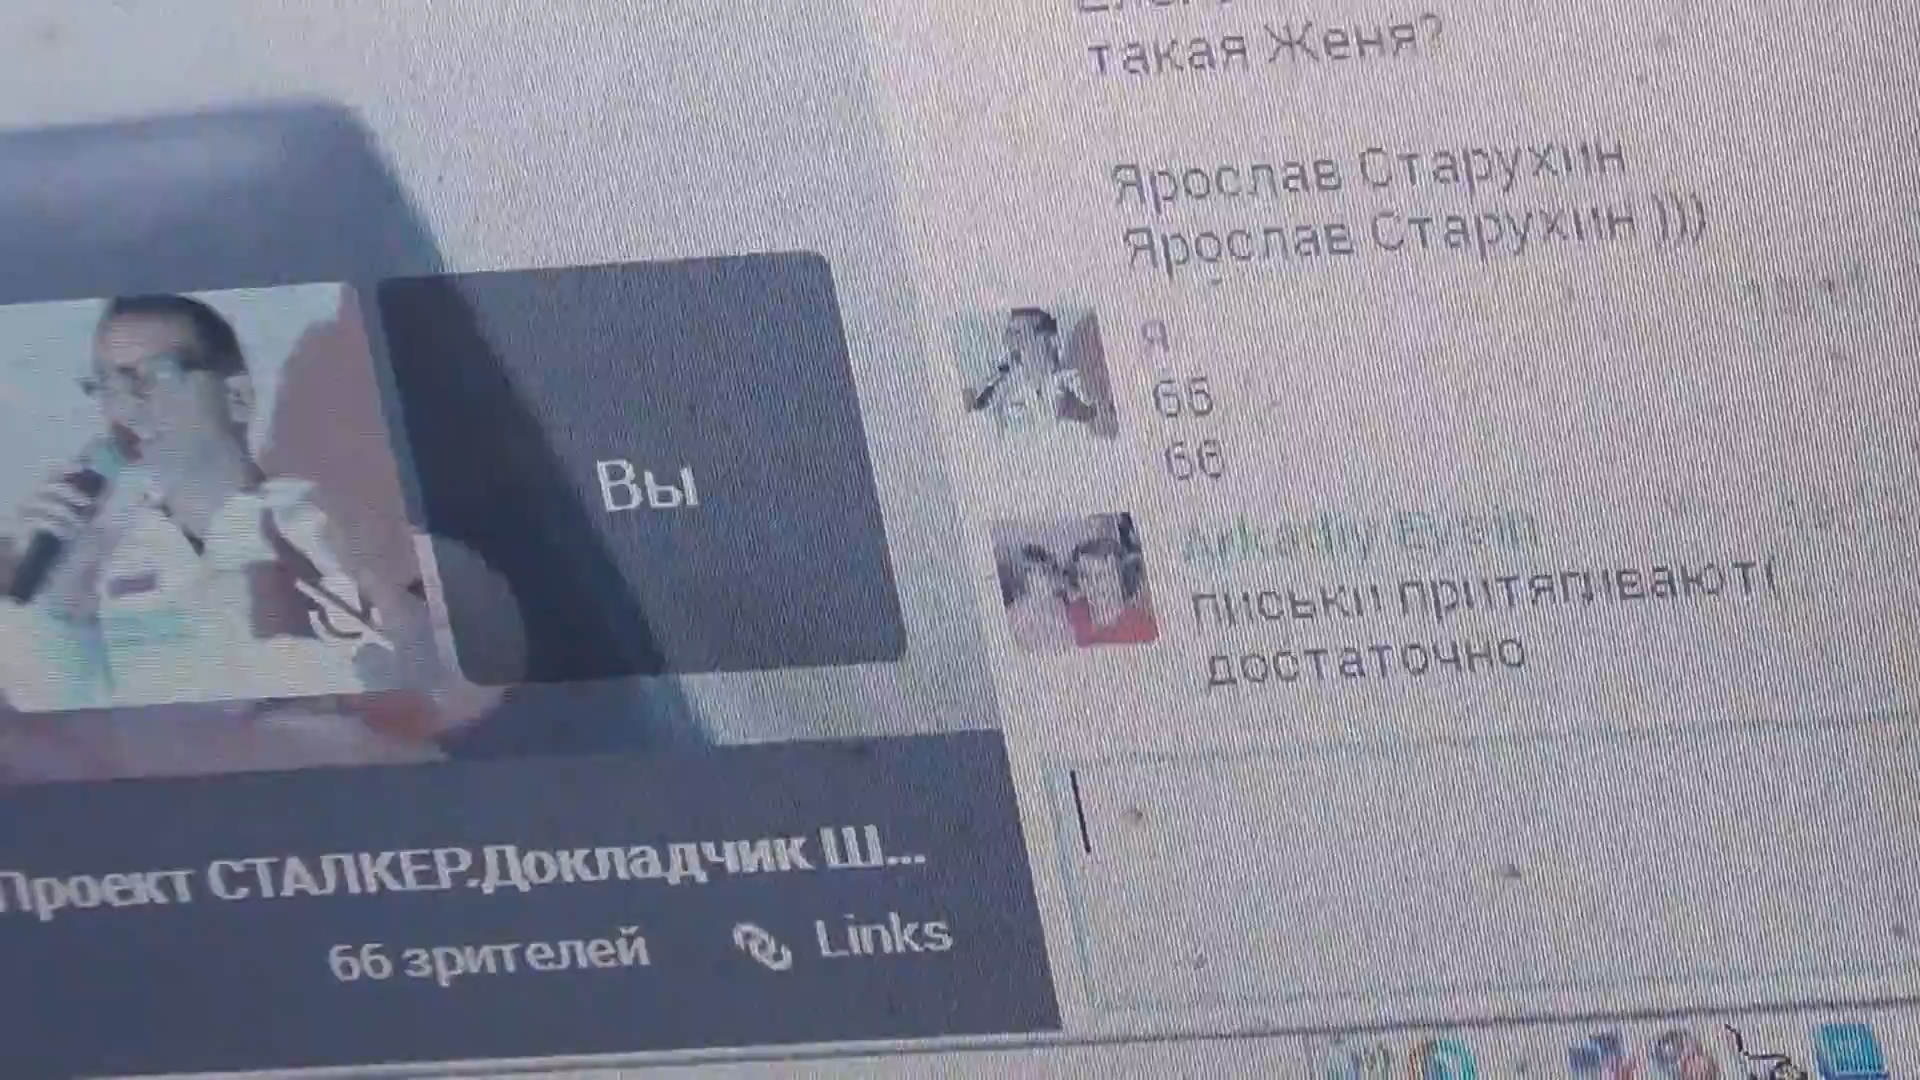 такая Женя?
Ярослав Старухин
Ярослав Старухин )))
я
66
66
письки притягивают(
достаточно
Вы
Проект СТАЛКЕР.Докладчик Ш...
66 зрителей
Links